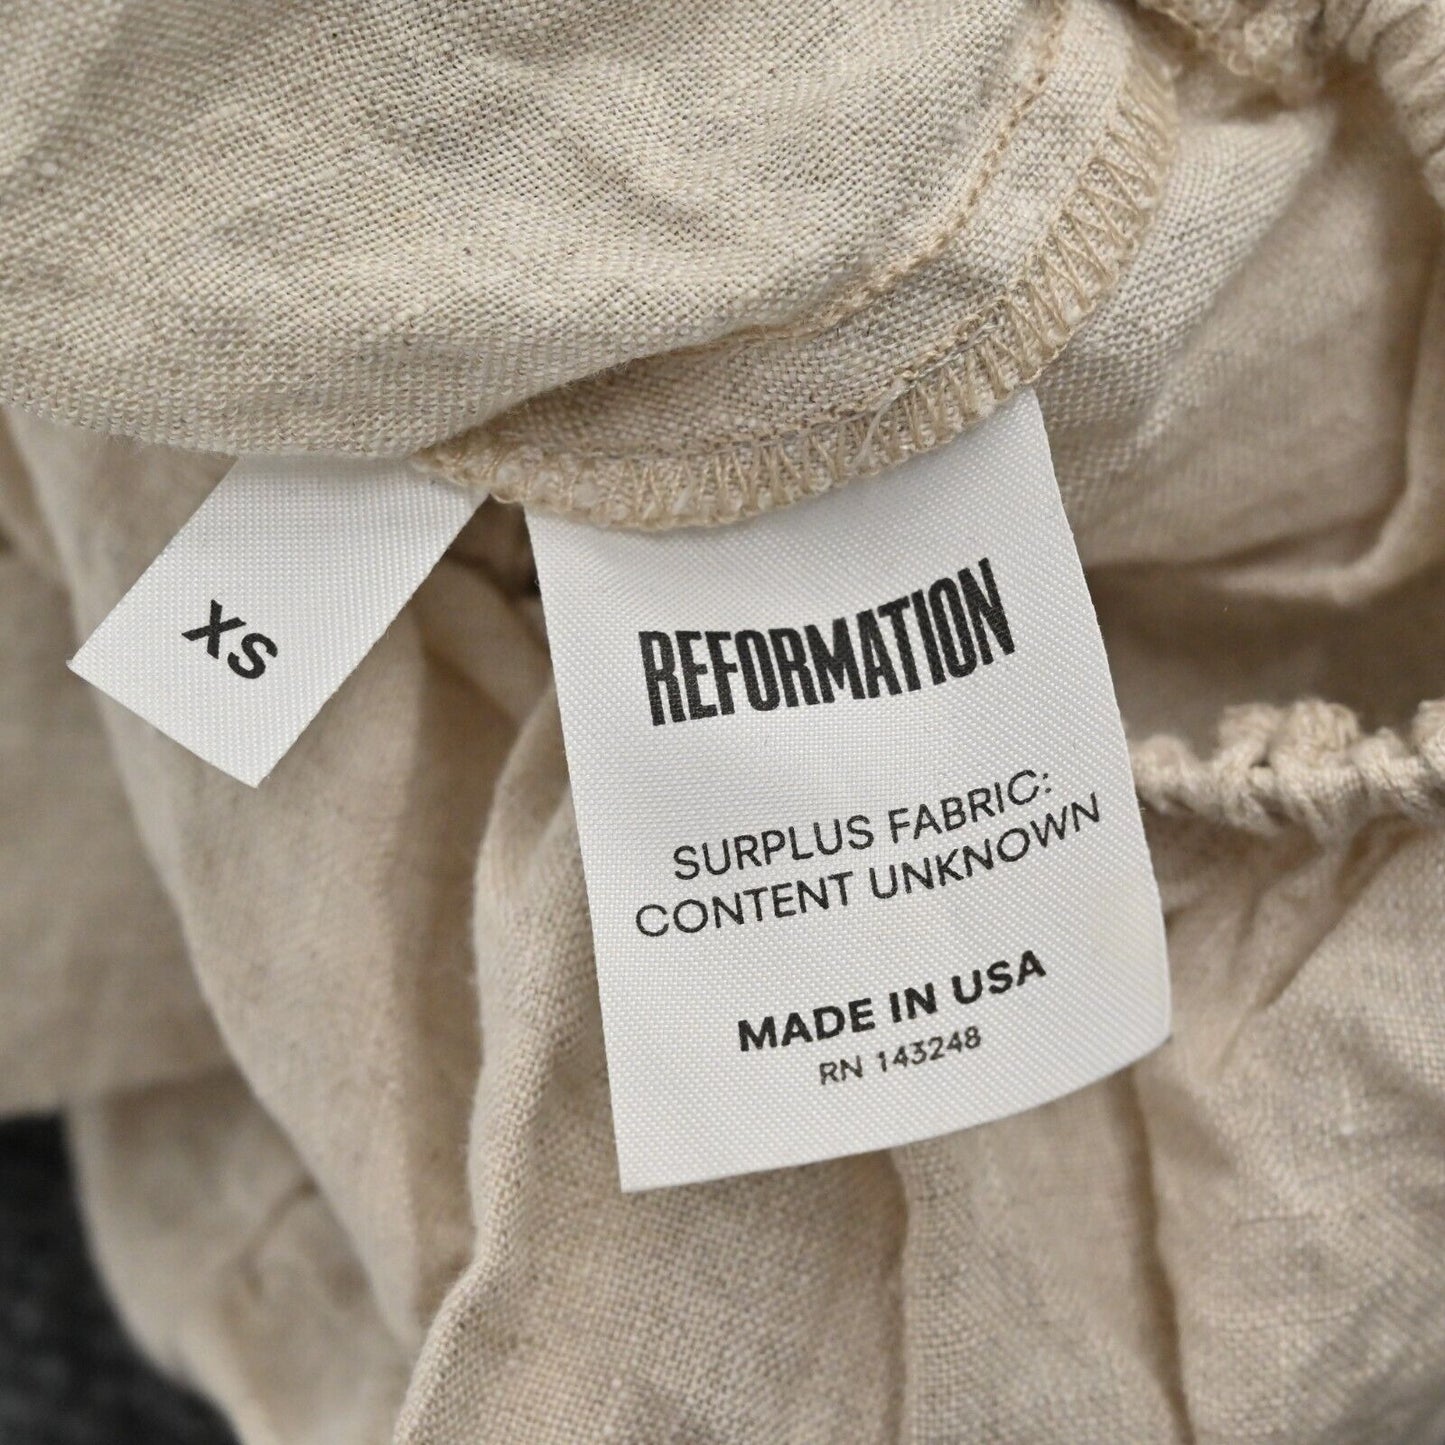 XS
REFORMATION
SURPLUS FABRIC:
CONTENT UNKNOWN
MADE IN USA
RN 143248